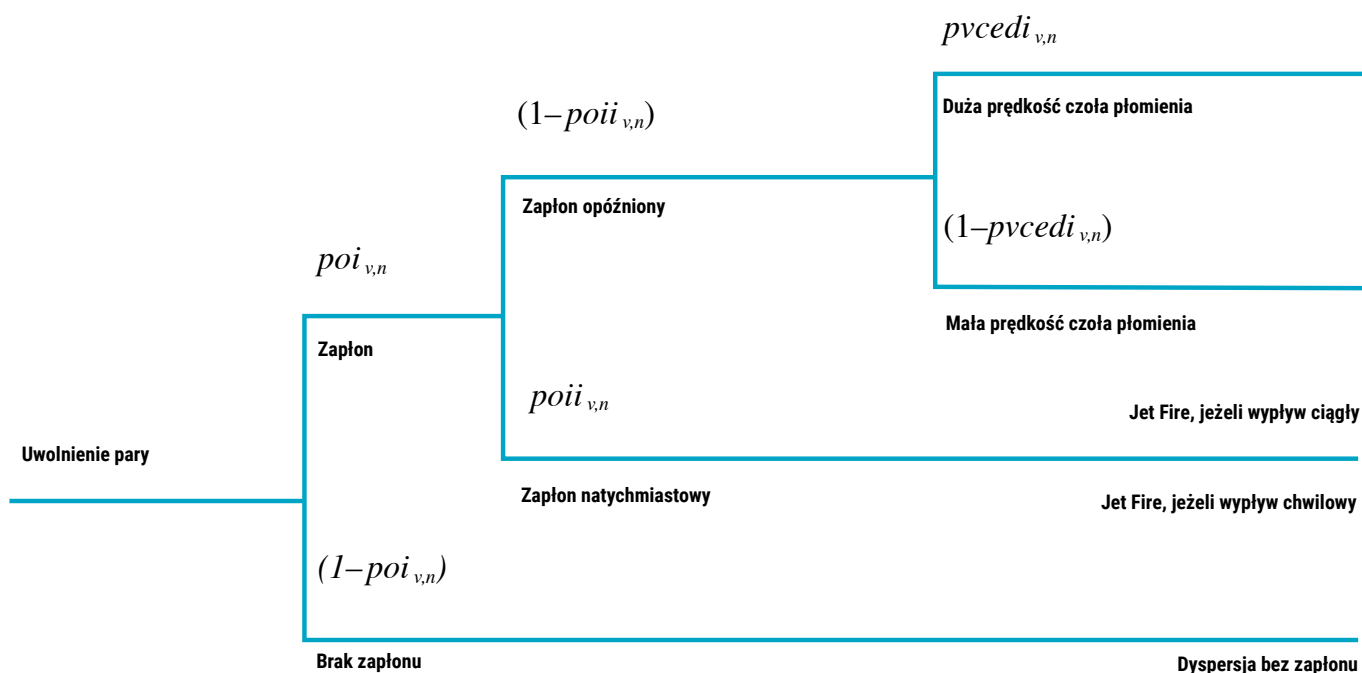 pvcedi v,n
(1–poii v,n)
Duża prędkość czoła płomienia
Zapłon opóźniony
(1–pvcedi v,n)
poi v,n
Mała prędkość czoła płomienia
Zapłon
poii v,n
Jet Fire, jeżeli wypływ ciągły
Uwolnienie pary
Zapłon natychmiastowy
Jet Fire, jeżeli wypływ chwilowy
(1–poi v,n)
Brak zapłonu
Dyspersja bez zapłonu